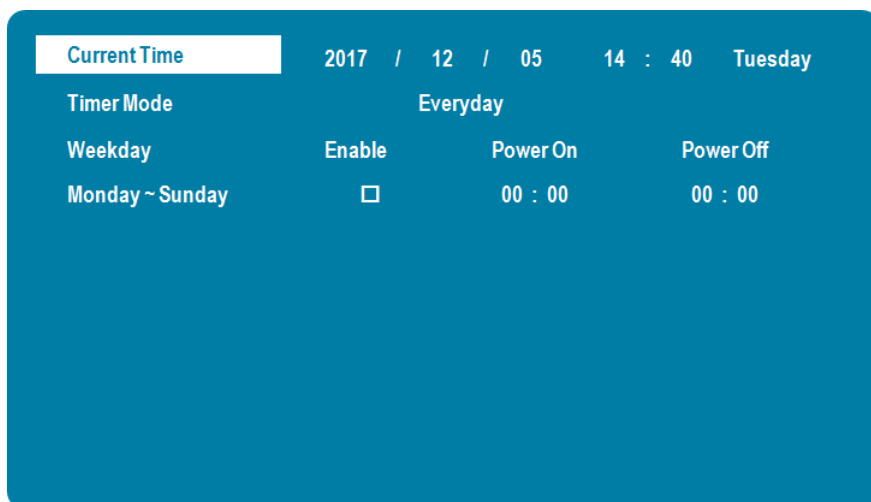 Current Time 2017 / 12 / 05 14 : 40 Tuesday
Timer Mode Everyday
Weekday Enable Power On Power Off
Monday ~ Sunday 00 : 00 00 : 00